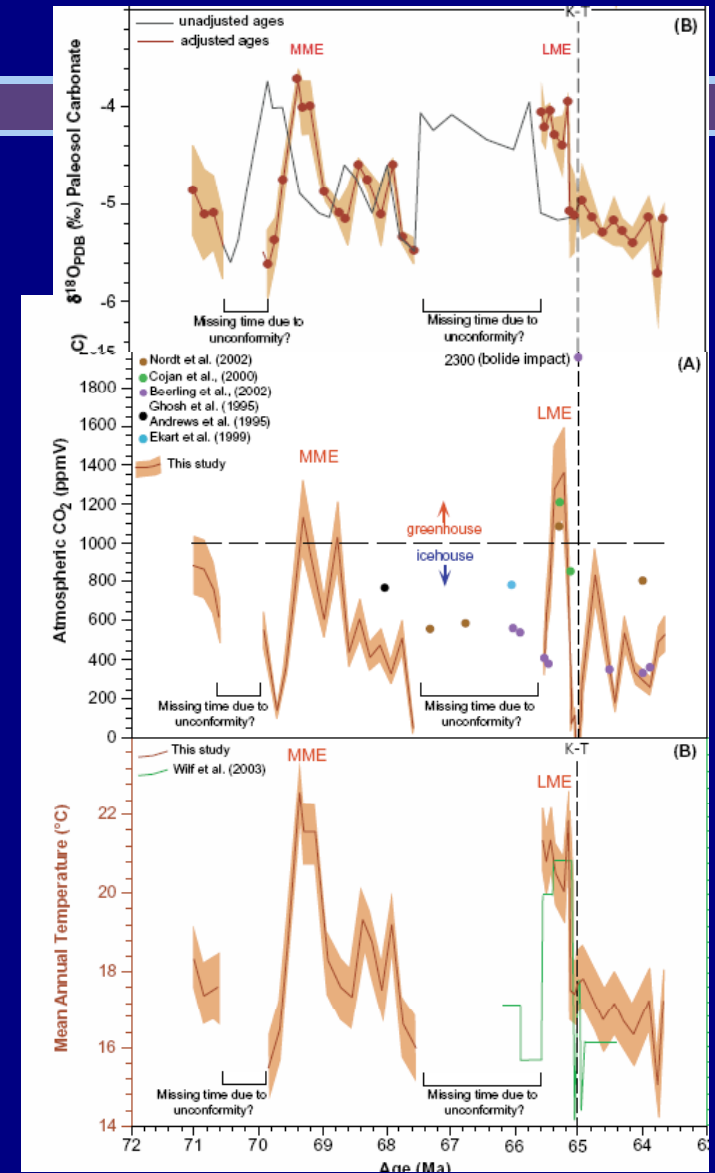 K-T
unadjusted ages
adjusted ages
(B)
MME
LME
δ18OPDB (‰) Paleosol Carbonate
-4
-5
-6
Missing time due to
unconformity?
Missing time due to
unconformity?
C)
Nordt et al. (2002)
Cojan et al., (2000)
Beerling et al., (2002)
Ghosh et al. (1995)
Andrews et al. (1995)
Ekart et al. (1999)
This study
2300 (bolide impact)
(A)
MME
LME
greenhouse
icehouse
Atmospheric CO2 (ppmV)
1800
1600
1400
1200
1000
800
600
400
200
0
Missing time due to
unconformity?
Missing time due to
unconformity?
This study
Wilf et al. (2003)
K-T
(B)
MME
LME
Mean Annual Temperature (°C)
22
20
18
16
14
Missing time due to
unconformity?
Missing time due to
unconformity?
72 71 70 69 68 67 66 65 64
Age (Ma)